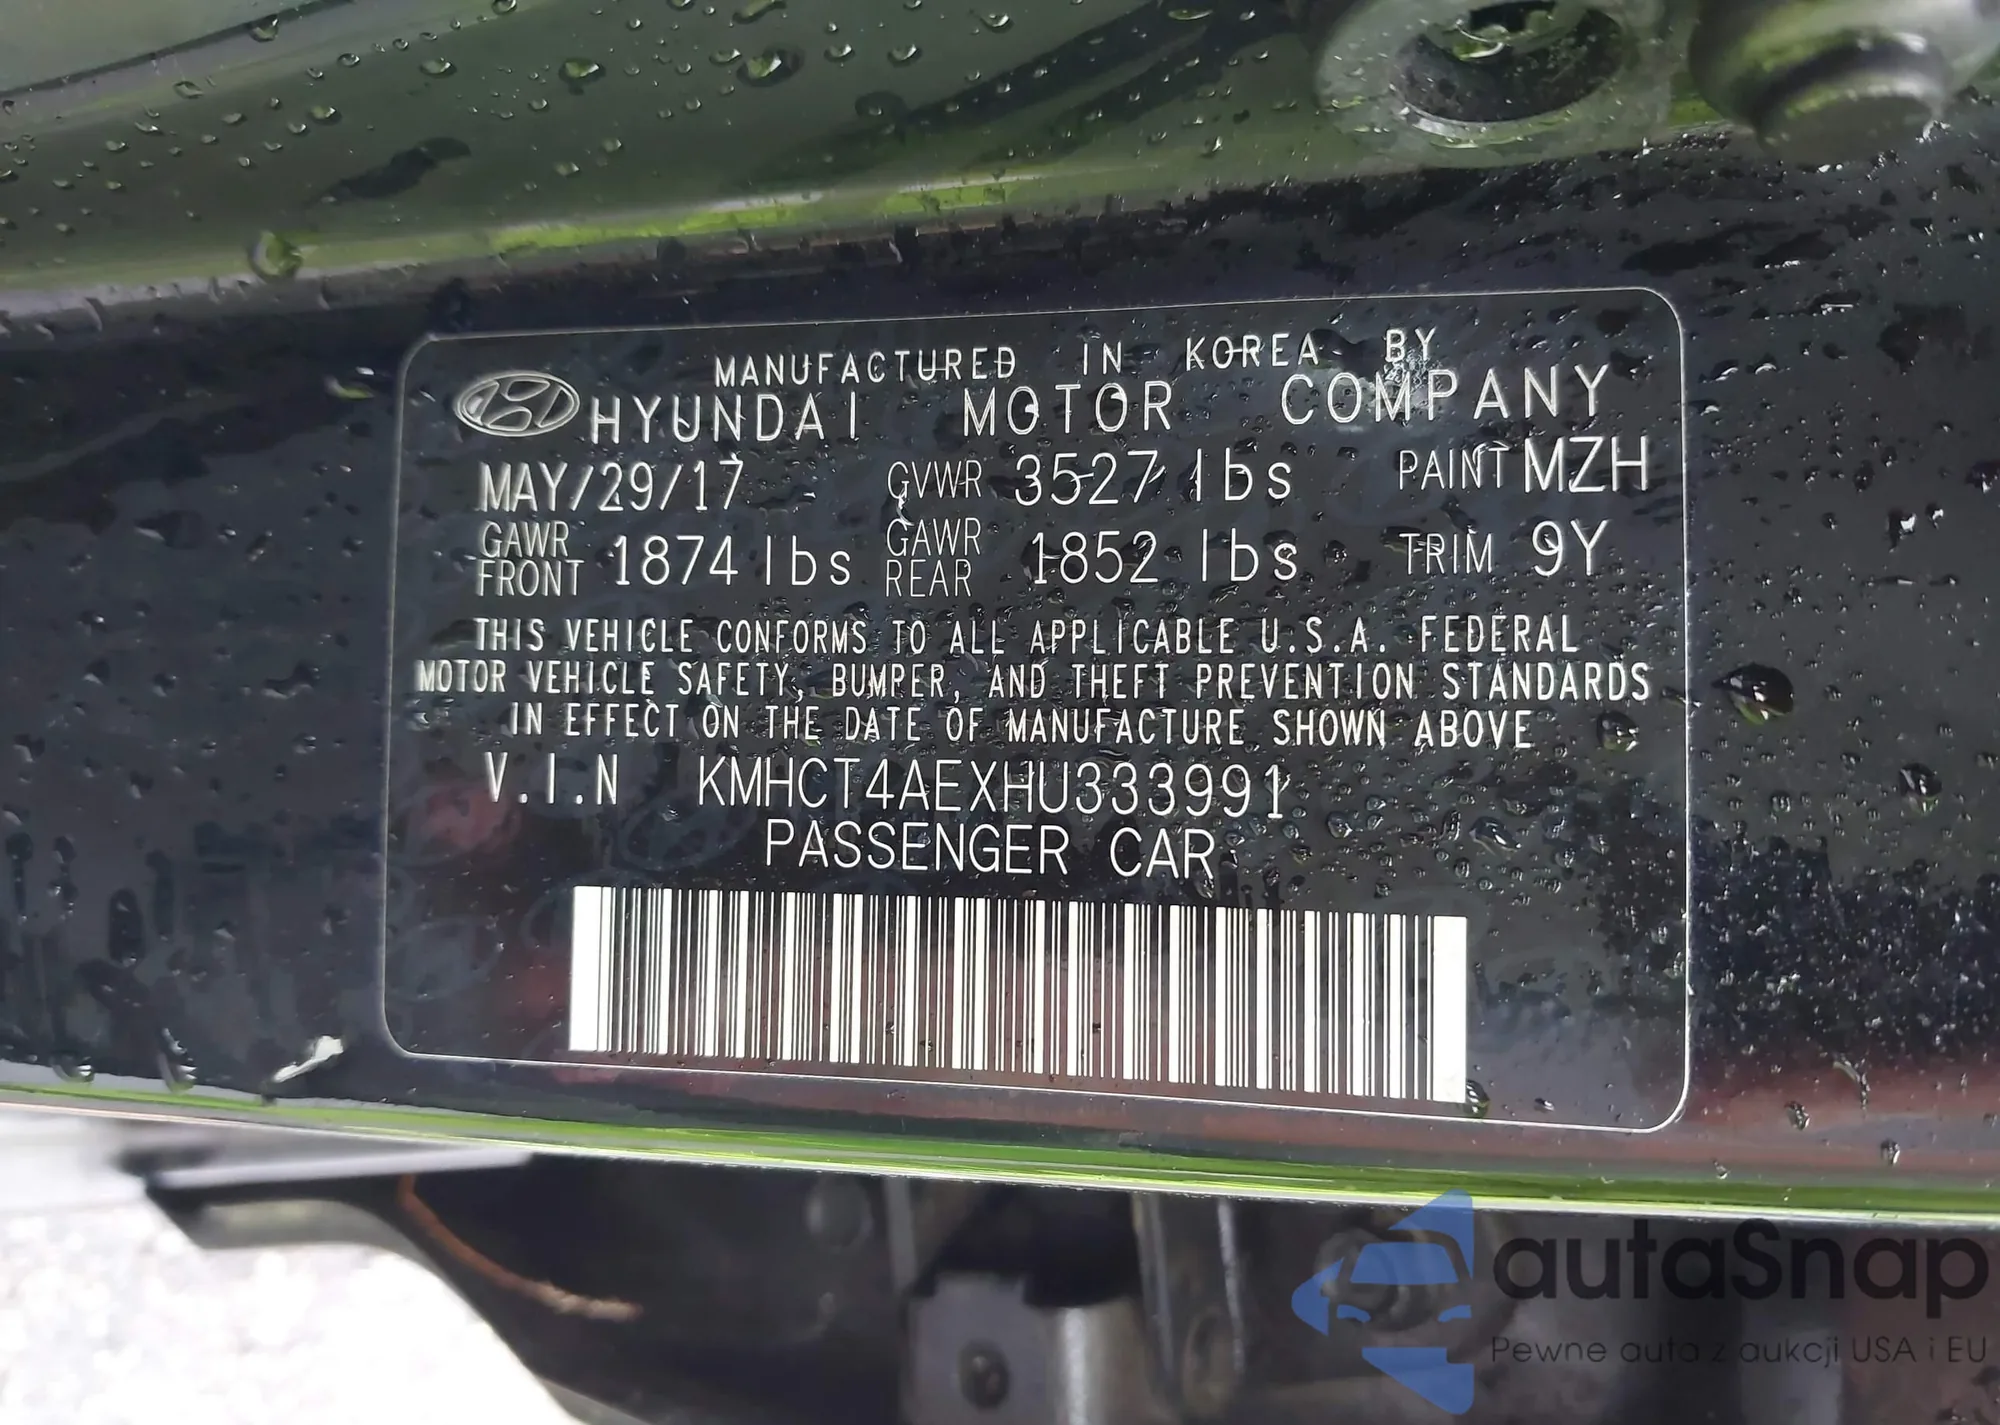 MANUFACTURED IN KOREA BY
HYUNDAI MOTOR COMPANY
MAY/29/17 GVWR 3527 lbs PAINT MZH
GAWR FRONT 1874 lbs GAWR REAR 1852 lbs TRIM 9Y
THIS VEHICLE CONFORMS TO ALL APPLICABLE U.S.A. FEDERAL
MOTOR VEHICLE SAFETY, BUMPER, AND THEFT PREVENTION STANDARDS
IN EFFECT ON THE DATE OF MANUFACTURE SHOWN ABOVE
V.I.N KMHCT4AEXHU333991
PASSENGER CAR
autaSnap
Pewne auta z aukcji USA i EU